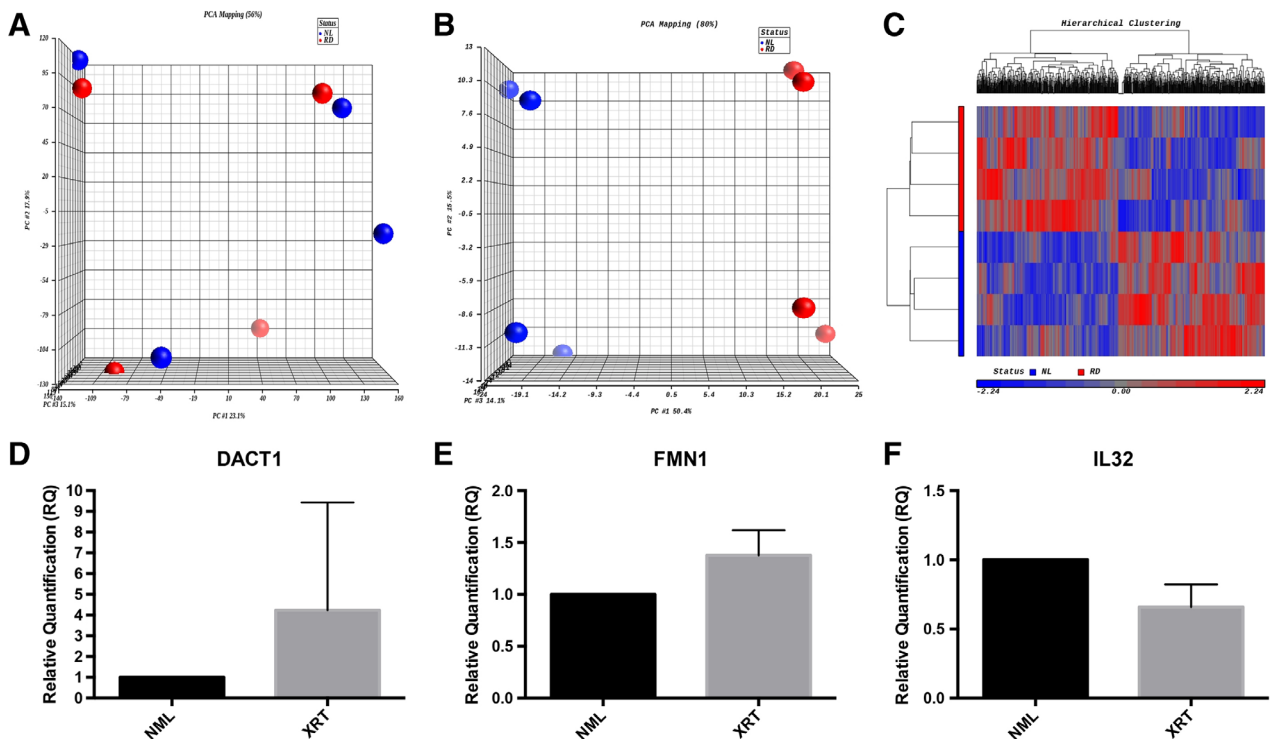 A
PCA Mapping (56%)
Status
NL
RD
120
95
70
45
20
-5
-29
-54
-79
-104
-130
PC #2 17.9%
-140
-109
-79
-49
-19
10
40
70
100
130
160
PC #3 15.1%
PC #1 23.1%
B
PCA Mapping (80%)
Status
NL
RD
13
10.3
7.6
4.9
2.2
-0.5
-3.2
-5.9
-8.6
-11.3
-14
PC #2 15.5%
-24
-19.1
-14.2
-9.3
-4.4
0.5
5.4
10.3
15.2
20.1
25
PC #3 14.1%
PC #1 50.4%
C
Hierarchical Clustering
Status NL RD
-2.24 0.00 2.24
D
DACT1
Relative Quantification (RQ)
10
9
8
7
6
5
4
3
2
1
0
NML
XRT
E
FMN1
Relative Quantification (RQ)
2.0
1.5
1.0
0.5
0.0
NML
XRT
F
IL32
Relative Quantification (RQ)
1.5
1.0
0.5
0.0
NML
XRT